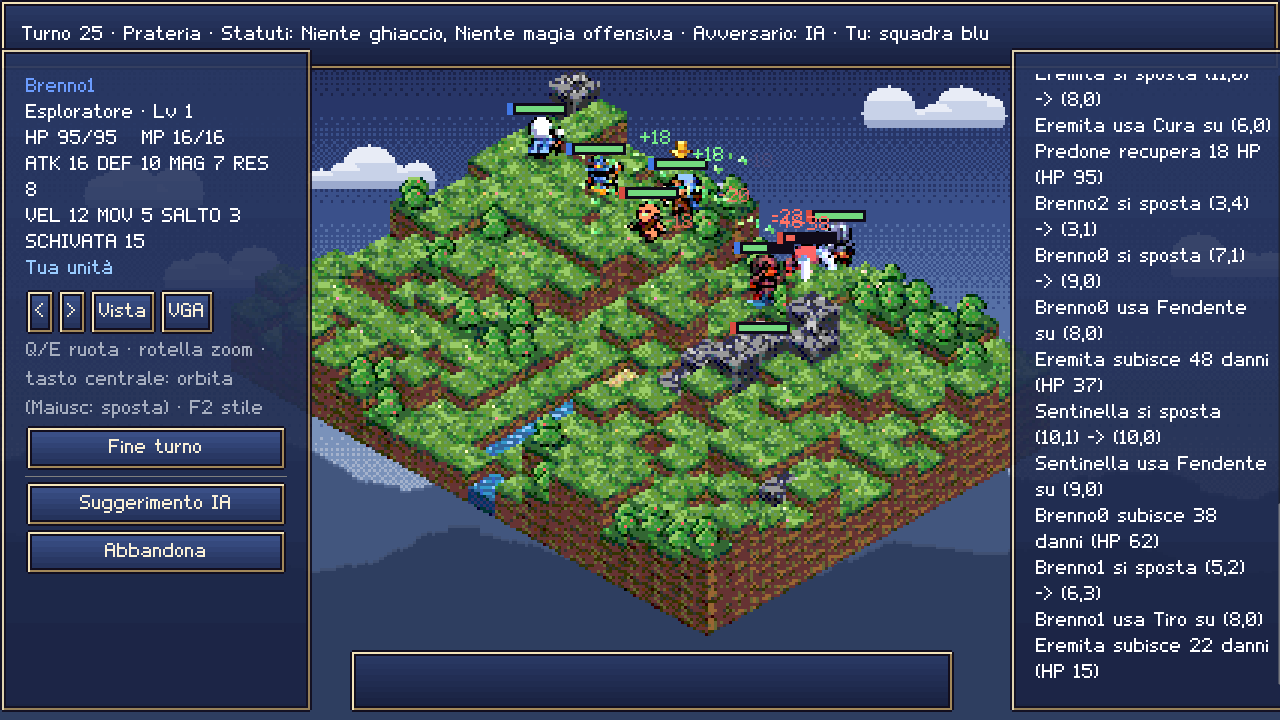 Turno 25 · Prateria · Statuti: Niente ghiaccio, Niente magia offensiva · Avversario: IA · Tu: squadra blu
Brenno1
Esploratore · Lv 1
HP 95/95 MP 16/16
ATK 16 DEF 10 MAG 7 RES
8
VEL 12 MOV 5 SALTO 3
SCHIVATA 15
Tua unità
< > Vista VGA
Q/E ruota · rotella zoom ·
tasto centrale: orbita
(Maiusc: sposta) · F2 stile
Fine turno
Suggerimento IA
Abbandona
+18
+18
-20
Eremita si sposta (11,0)
-> (8,0)
Eremita usa Cura su (6,0)
Predone recupera 18 HP
(HP 95)
Brenno2 si sposta (3,4)
-> (3,1)
Brenno0 si sposta (7,1)
-> (9,0)
Brenno0 usa Fendente
su (8,0)
Eremita subisce 48 danni
(HP 37)
Sentinella si sposta
(10,1) -> (10,0)
Sentinella usa Fendente
su (9,0)
Brenno0 subisce 38
danni (HP 62)
Brenno1 si sposta (5,2)
-> (6,3)
Brenno1 usa Tiro su (8,0)
Eremita subisce 22 danni
(HP 15)